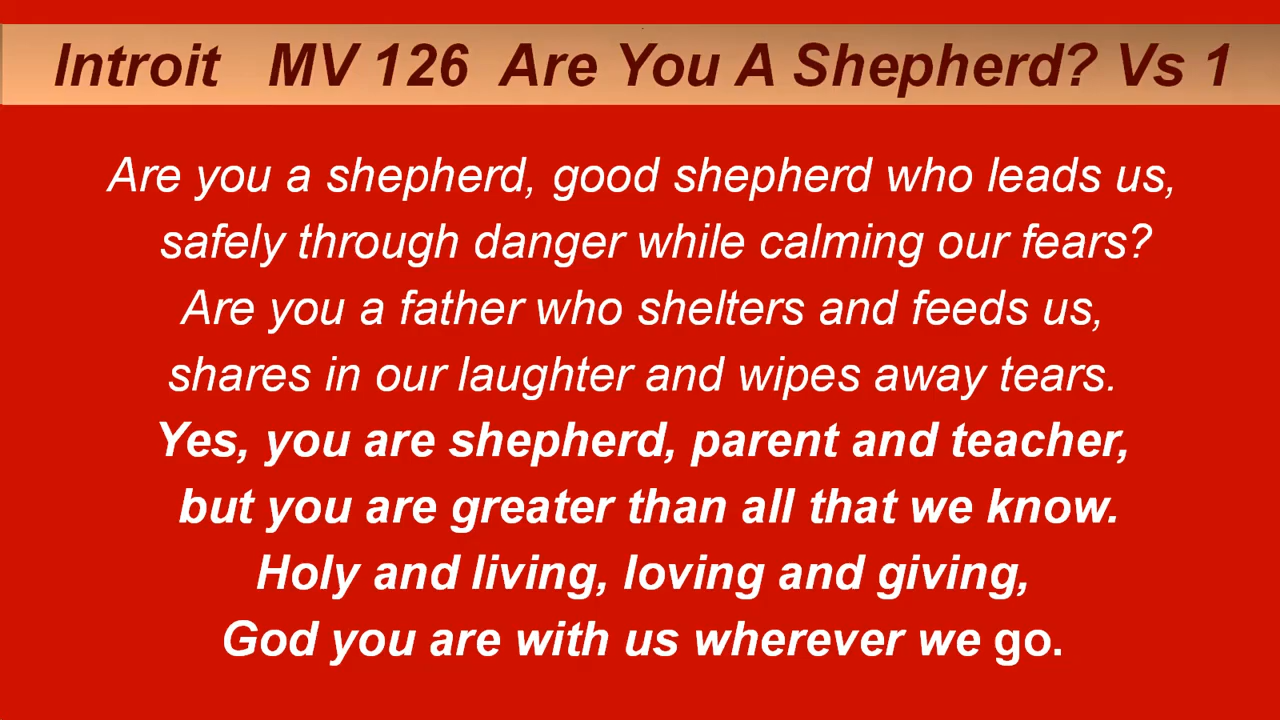 Introit MV 126 Are You A Shepherd? Vs 1
Are you a shepherd, good shepherd who leads us,
safely through danger while calming our fears?
Are you a father who shelters and feeds us,
shares in our laughter and wipes away tears.
Yes, you are shepherd, parent and teacher,
but you are greater than all that we know.
Holy and living, loving and giving,
God you are with us wherever we go.